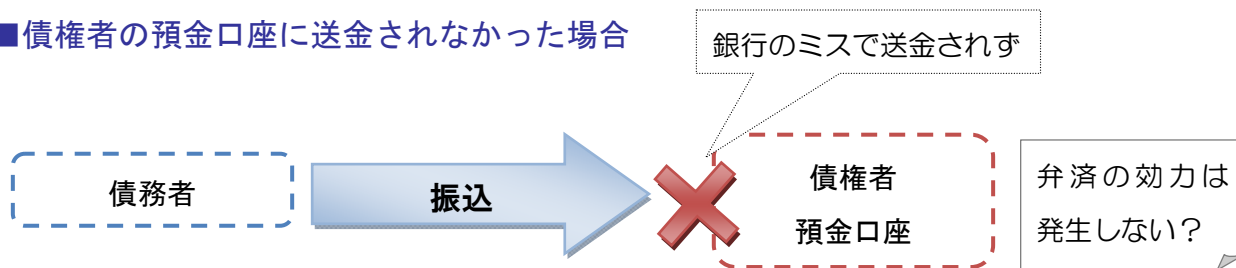 ■債権者の預金口座に送金されなかった場合
銀行のミスで送金されず
債務者
振込
債権者
預金口座
弁済の効力は
発生しない？